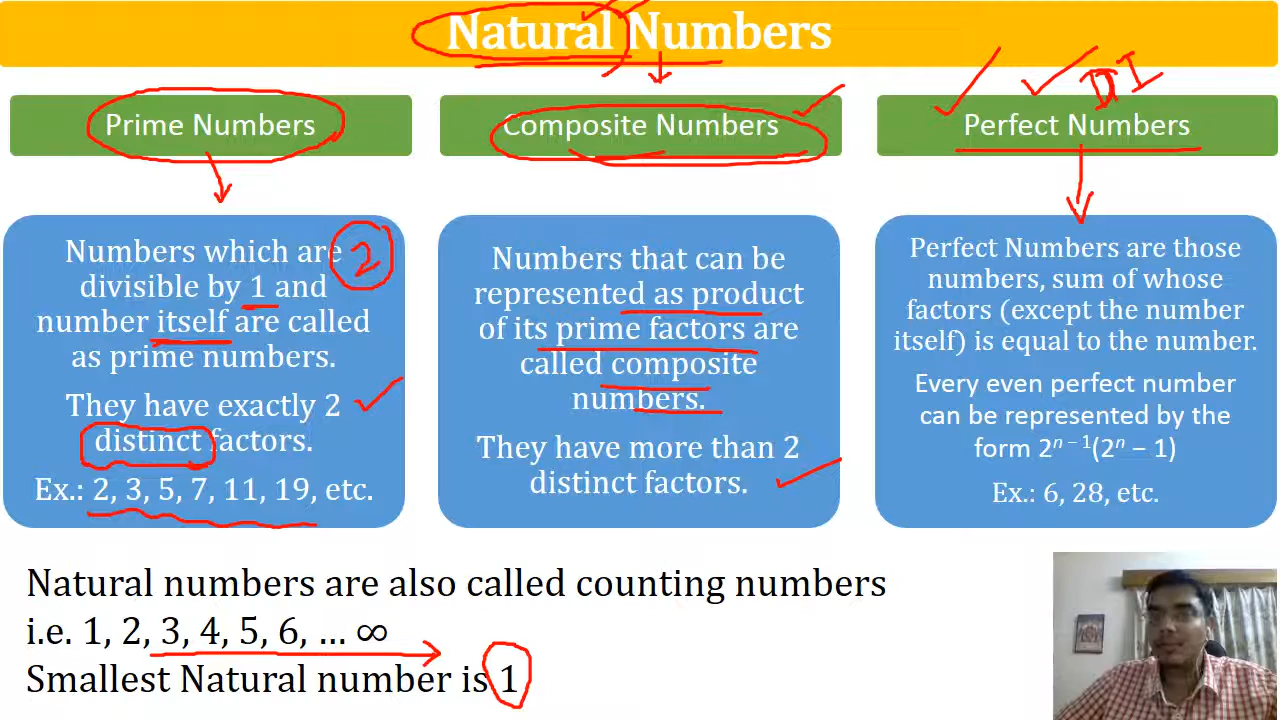 Natural Numbers
Prime Numbers
Numbers which are
divisible by 1 and
number itself are called
as prime numbers.
They have exactly 2
distinct factors.
Ex.: 2, 3, 5, 7, 11, 19, etc.
2
Composite Numbers
Numbers that can be
represented as product
of its prime factors are
called composite
numbers.
They have more than 2
distinct factors.
Perfect Numbers
Perfect Numbers are those
numbers, sum of whose
factors (except the number
itself) is equal to the number.
Every even perfect number
can be represented by the
form 2ⁿ⁻¹(2ⁿ − 1)
Ex.: 6, 28, etc.
Natural numbers are also called counting numbers
i.e. 1, 2, 3, 4, 5, 6, ... ∞
Smallest Natural number is 1